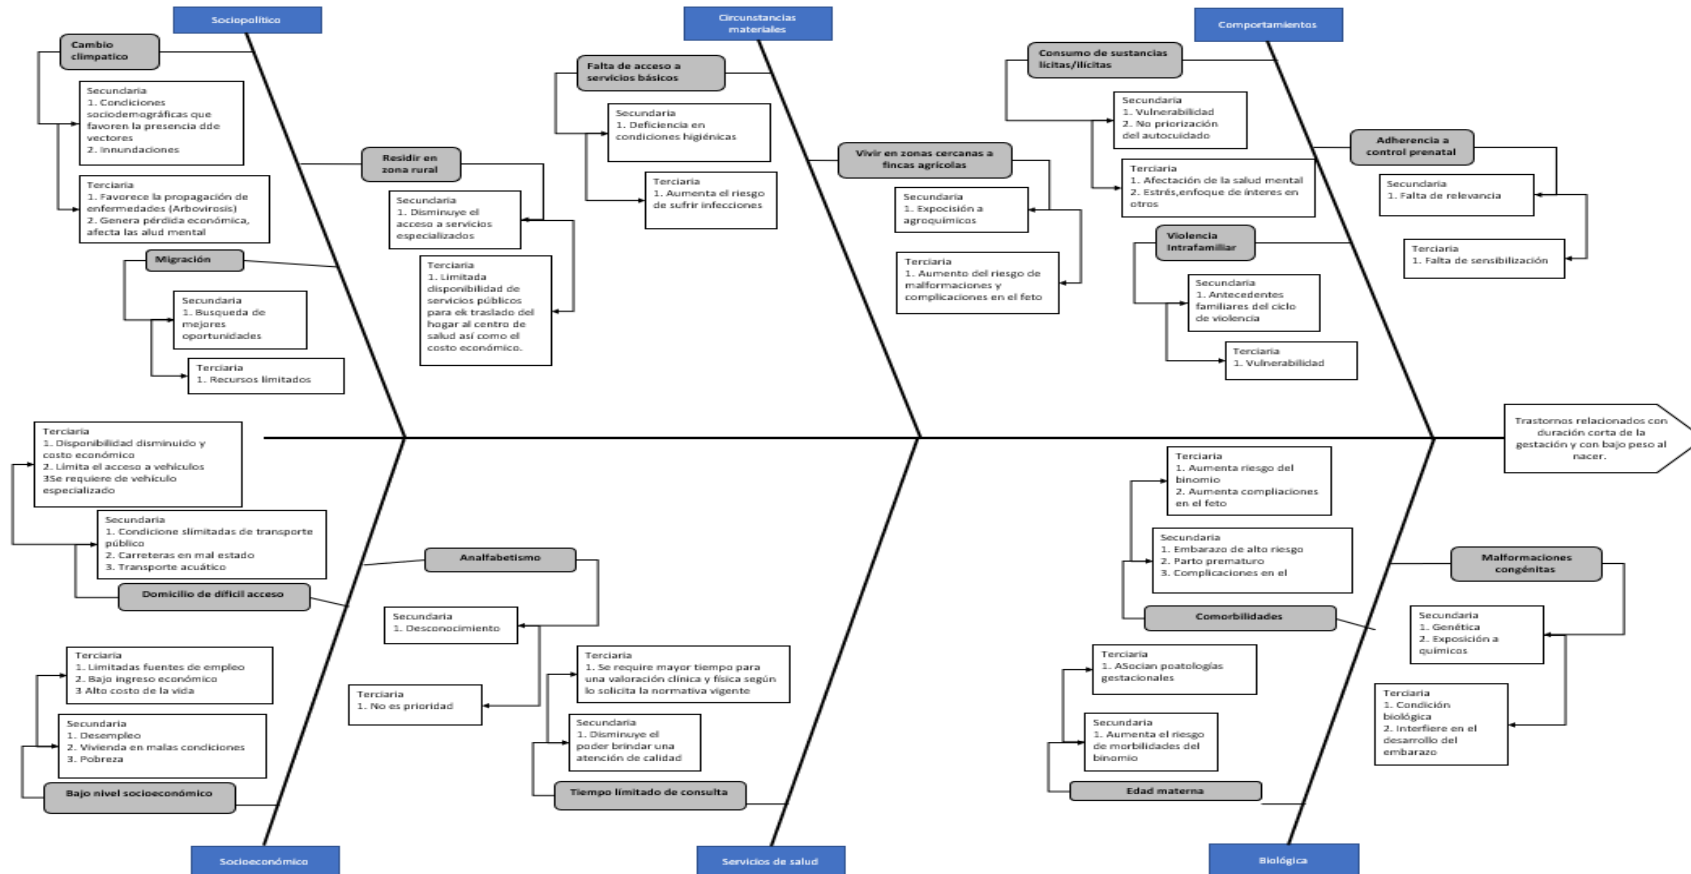 Sociopolítico
Circunstancias
materiales
Comportamientos
Cambio
climpatico
Secundaria
1. Condiciones
sociodemográficas que
favoren la presencia dde
vectores
2. Innundaciones
Terciaria
1. Favorece la propagación de
enfermedades (Arbovirosis)
2. Genera pérdida económica,
afecta las alud mental
Migración
Secundaria
1. Busqueda de
mejores
oportunidades
Terciaria
1. Recursos limitados
Residir en
zona rural
Secundaria
1. Disminuye el
acceso a servicios
especializados
Terciaria
1. Limitada
disponibilidad de
servicios públicos
para ek traslado del
hogar al centro de
salud así como el
costo económico.
Falta de acceso a
servicios básicos
Secundaria
1. Deficiencia en
condiciones higiénicas
Terciaria
1. Aumenta el riesgo
de sufrir infecciones
Vivir en zonas cercanas a
fincas agrícolas
Secundaria
1. Expocisión a
agroquímicos
Terciaria
1. Aumento del riesgo de
malformaciones y
complicaciones en el feto
Consumo de sustancias
lícitas/ilícitas
Secundaria
1. Vulnerabilidad
2. No priorización
del autocuidado
Terciaria
1. Afectación de la salud mental
2. Estrés,enfoque de ínteres en
otros
Violencia
Intrafamiliar
Secundaria
1. Antecedentes
familiares del ciclo
de violencia
Terciaria
1. Vulnerabilidad
Adherencia a
control prenatal
Secundaria
1. Falta de relevancia
Terciaria
1. Falta de sensibilización
Trastornos relacionados con
duración corta de la
gestación y con bajo peso al
nacer.
Terciaria
1. Disponibilidad disminuido y
costo económico
2. Límita el acceso a vehículos
3Se requiere de vehículo
especializado
Secundaria
1. Condicione slimitadas de transporte
público
2. Carreteras en mal estado
3. Transporte acuático
Domicilio de díficil acceso
Terciaria
1. Limitadas fuentes de empleo
2. Bajo ingreso económico
3 Alto costo de la vida
Secundaria
1. Desempleo
2. Vivienda en malas condiciones
3. Pobreza
Bajo nivel socioeconómico
Analfabetismo
Secundaria
1. Desconocimiento
Terciaria
1. No es prioridad
Terciaria
1. Se require mayor tiempo para
una valoración clínica y física según
lo solicita la normativa vigente
Secundaria
1. Disminuye el
poder brindar una
atención de calidad
Tiempo límitado de consulta
Terciaria
1. Aumenta riesgo del
binomio
2. Aumenta compliaciones
en el feto
Secundaria
1. Embarazo de alto riesgo
2. Parto prematuro
3. Complicaciones en el
Comorbilidades
Terciaria
1. ASocian poatologías
gestacionales
Secundaria
1. Aumenta el riesgo
de morbilidades del
binomio
Edad materna
Malformaciones
congénitas
Secundaria
1. Genética
2. Exposición a
químicos
Terciaria
1. Condición
biológica
2. Interfiere en el
desarrollo del
embarazo
Socioeconómico
Servicios de salud
Biológica